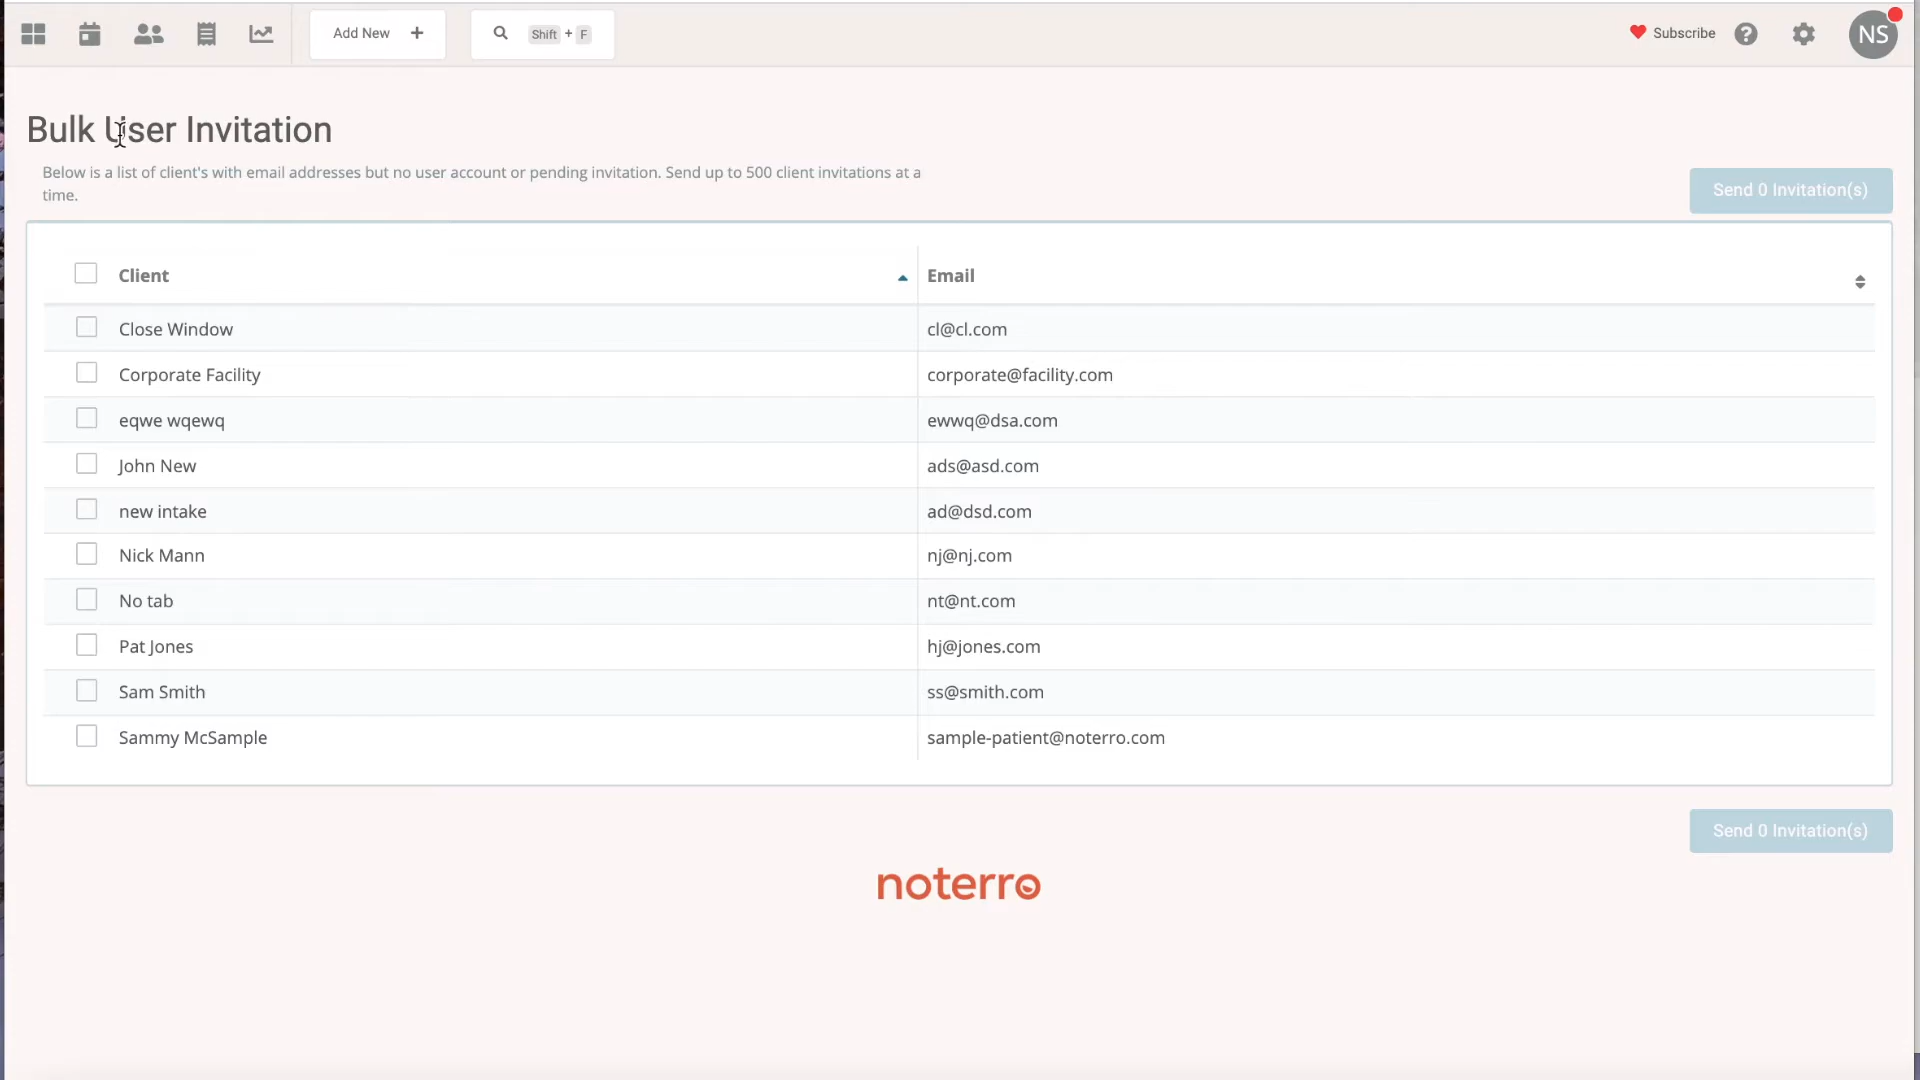 Add New +
Shift + F
Subscribe
?
NS
Bulk User Invitation
Below is a list of client's with email addresses but no user account or pending invitation. Send up to 500 client invitations at a
time.
Send 0 Invitation(s)
Client Email
Close Window cl@cl.com
Corporate Facility corporate@facility.com
eqwe wqewq ewwq@dsa.com
John New ads@asd.com
new intake ad@dsd.com
Nick Mann nj@nj.com
No tab nt@nt.com
Pat Jones hj@jones.com
Sam Smith ss@smith.com
Sammy McSample sample-patient@noterro.com
Send 0 Invitation(s)
noterro